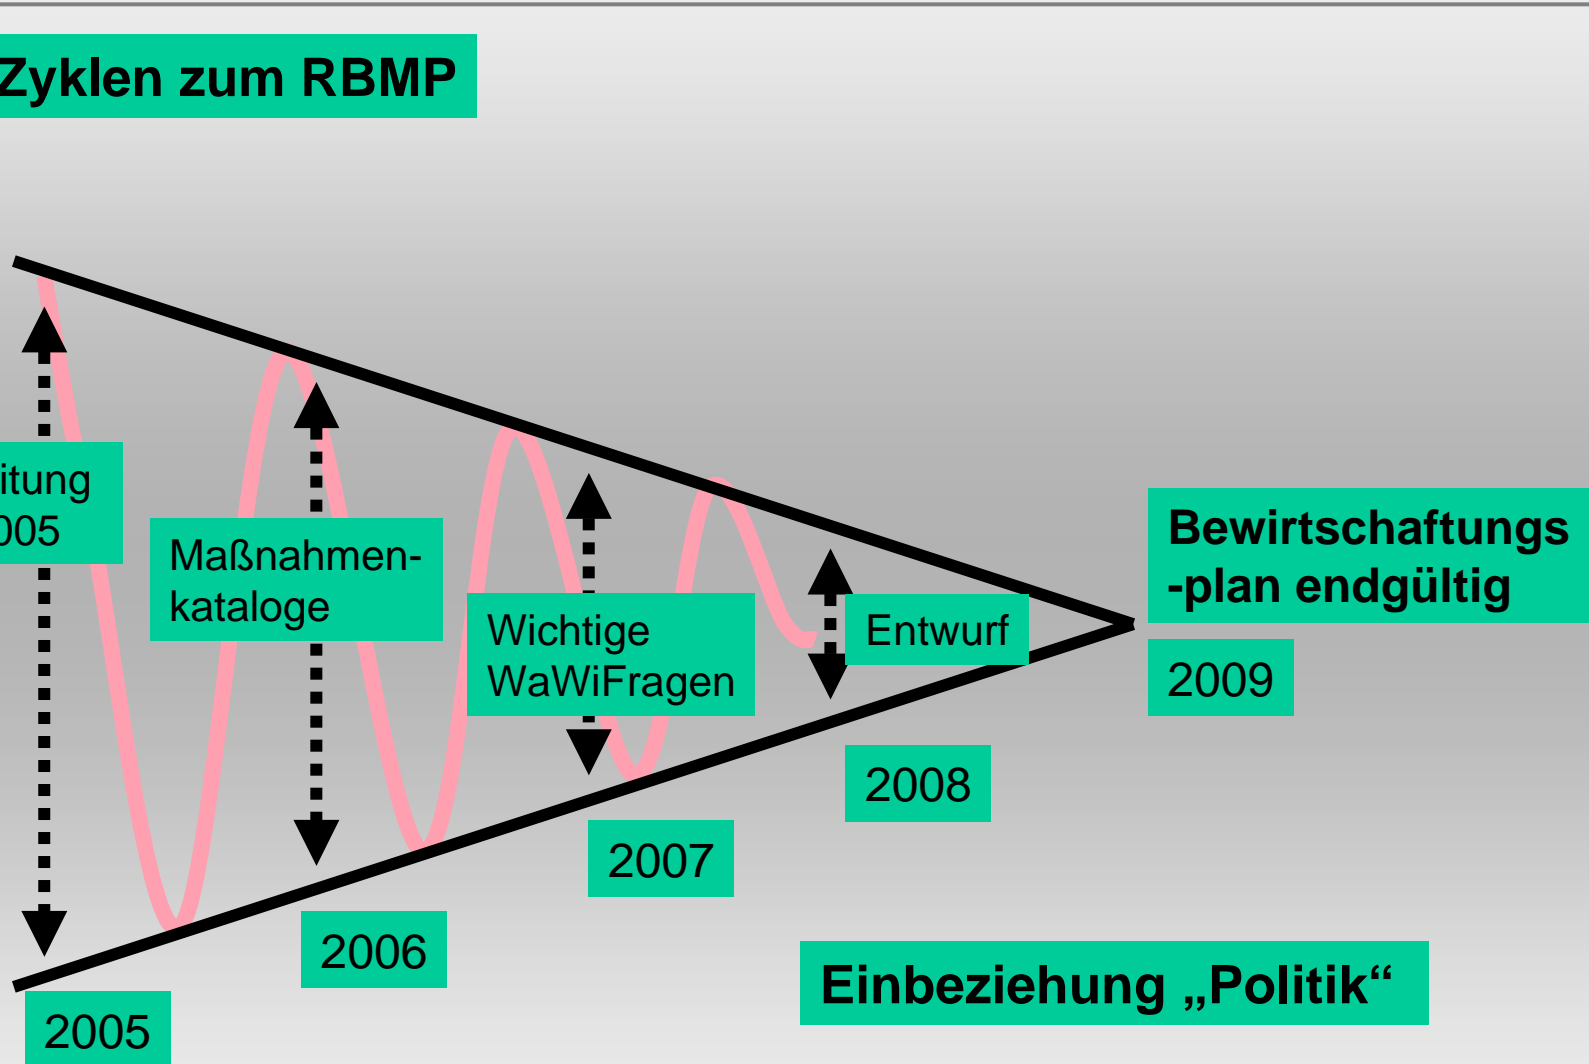 Zyklen zum RBMP
itung
005
Maßnahmen-
kataloge
Wichtige
WaWiFragen
Entwurf
Bewirtschaftungs
-plan endgültig
2009
2008
2007
2006
2005
Einbeziehung „Politik“